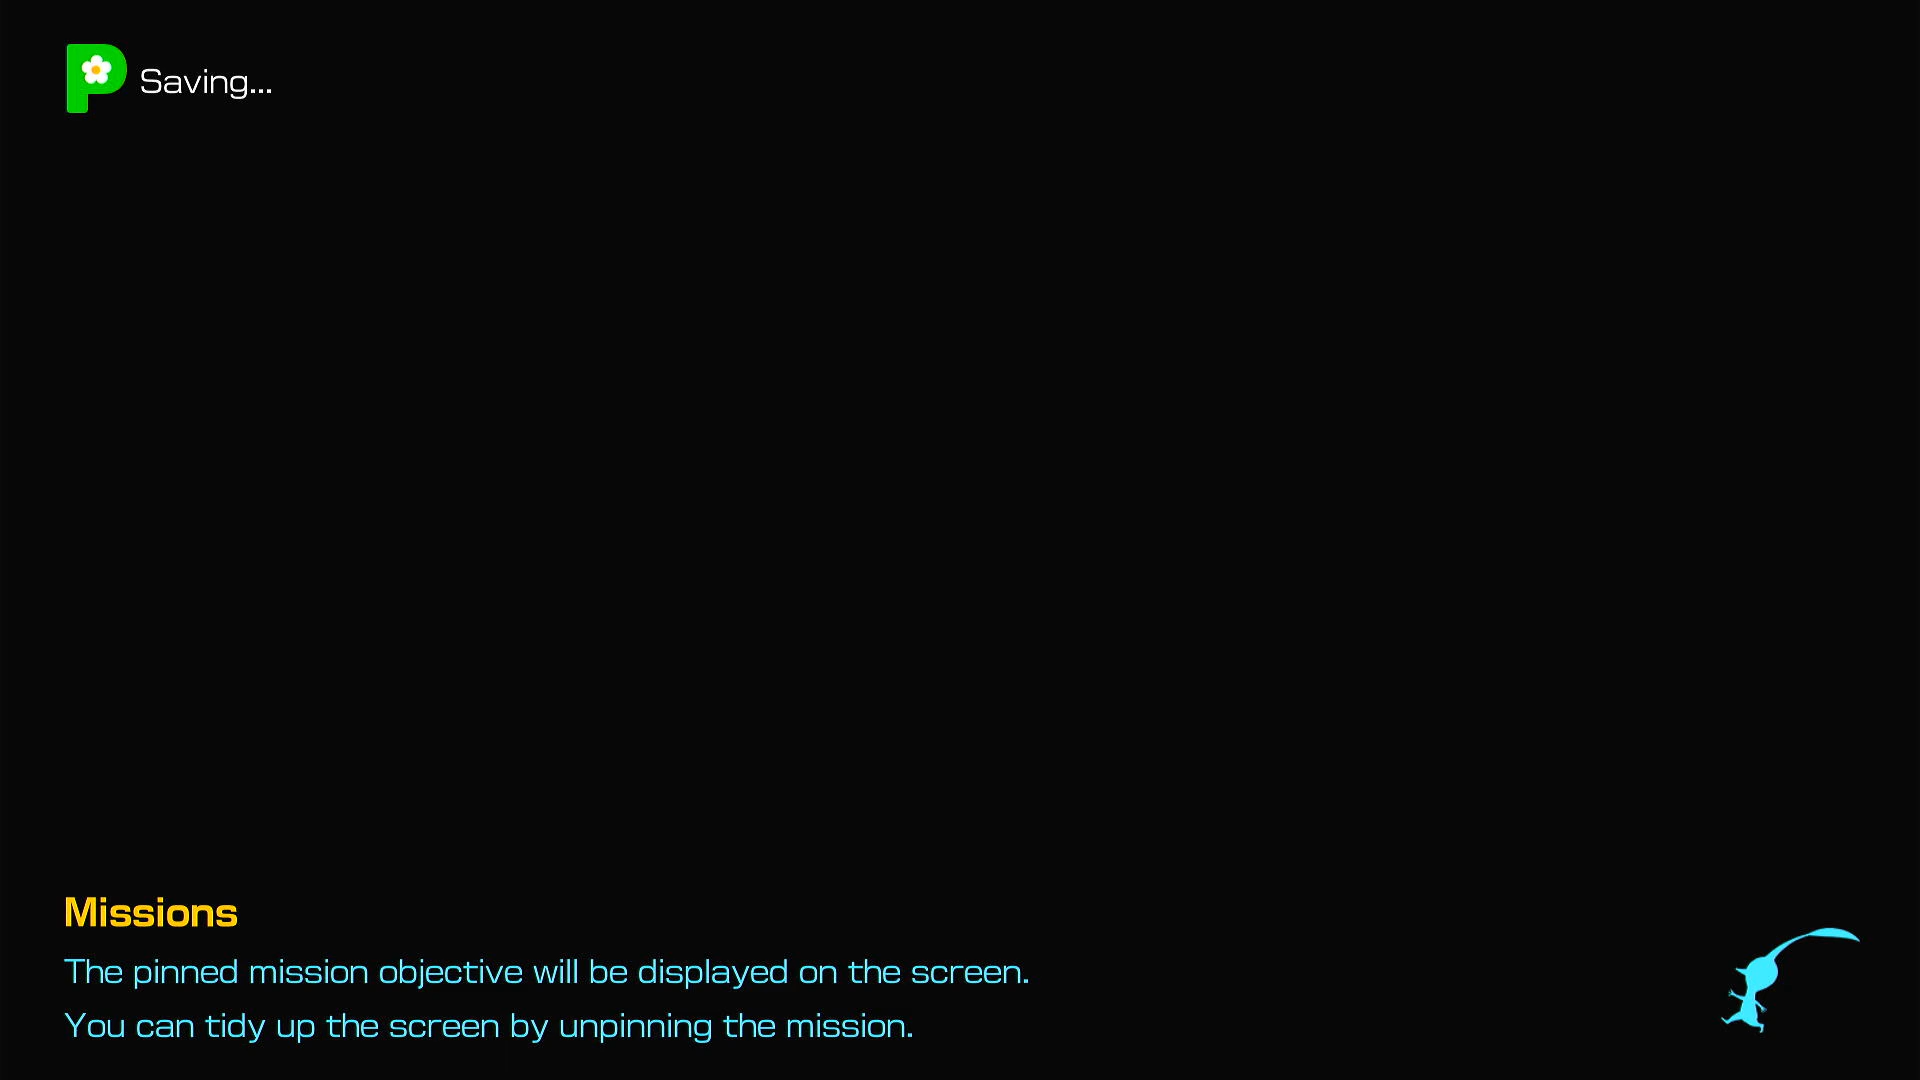 P Saving...
Missions
The pinned mission objective will be displayed on the screen.
You can tidy up the screen by unpinning the mission.